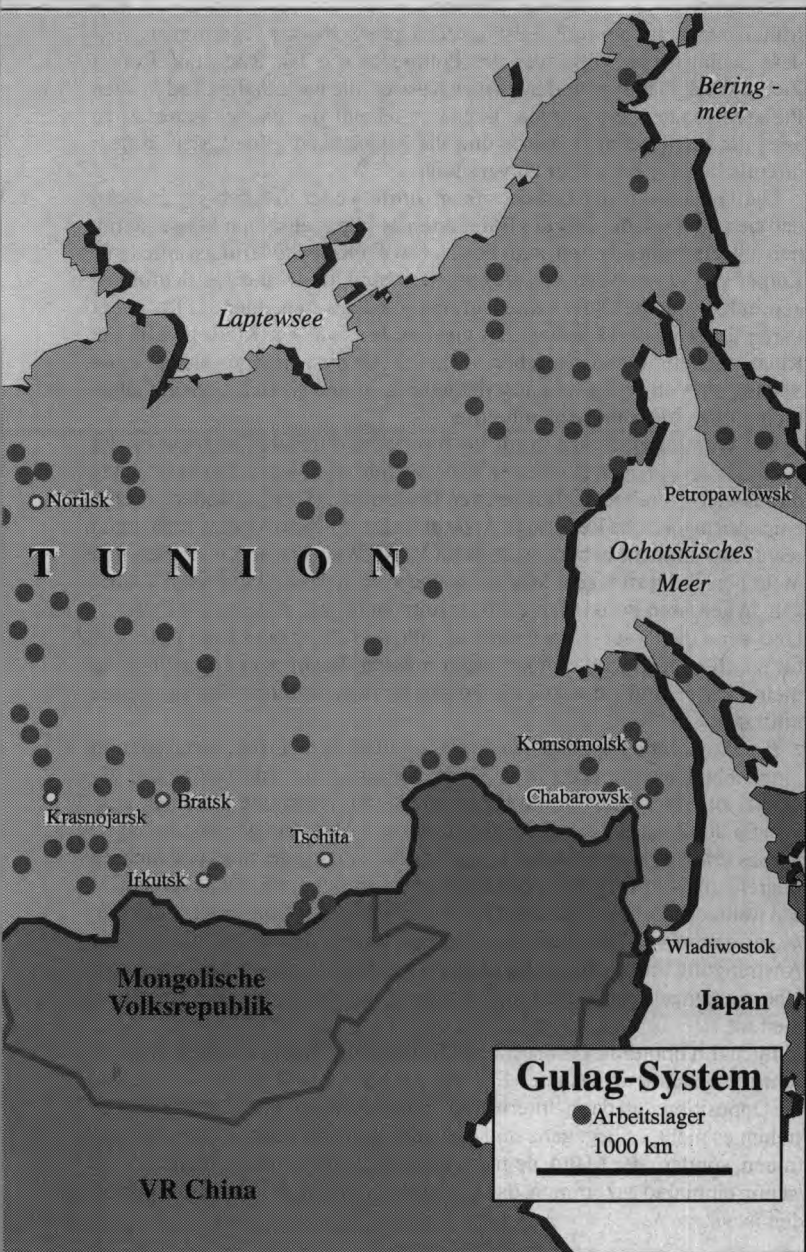 Bering -
meer
Laptewsee
Norilsk
Petropawlowsk
TUNION
Ochotskisches
Meer
Komsomolsk
Krasnojarsk
Bratsk
Chabarowsk
Tschita
Irkutsk
Wladiwostok
Mongolische
Volksrepublik
Japan
Gulag-System
Arbeitslager
1000 km
VR China